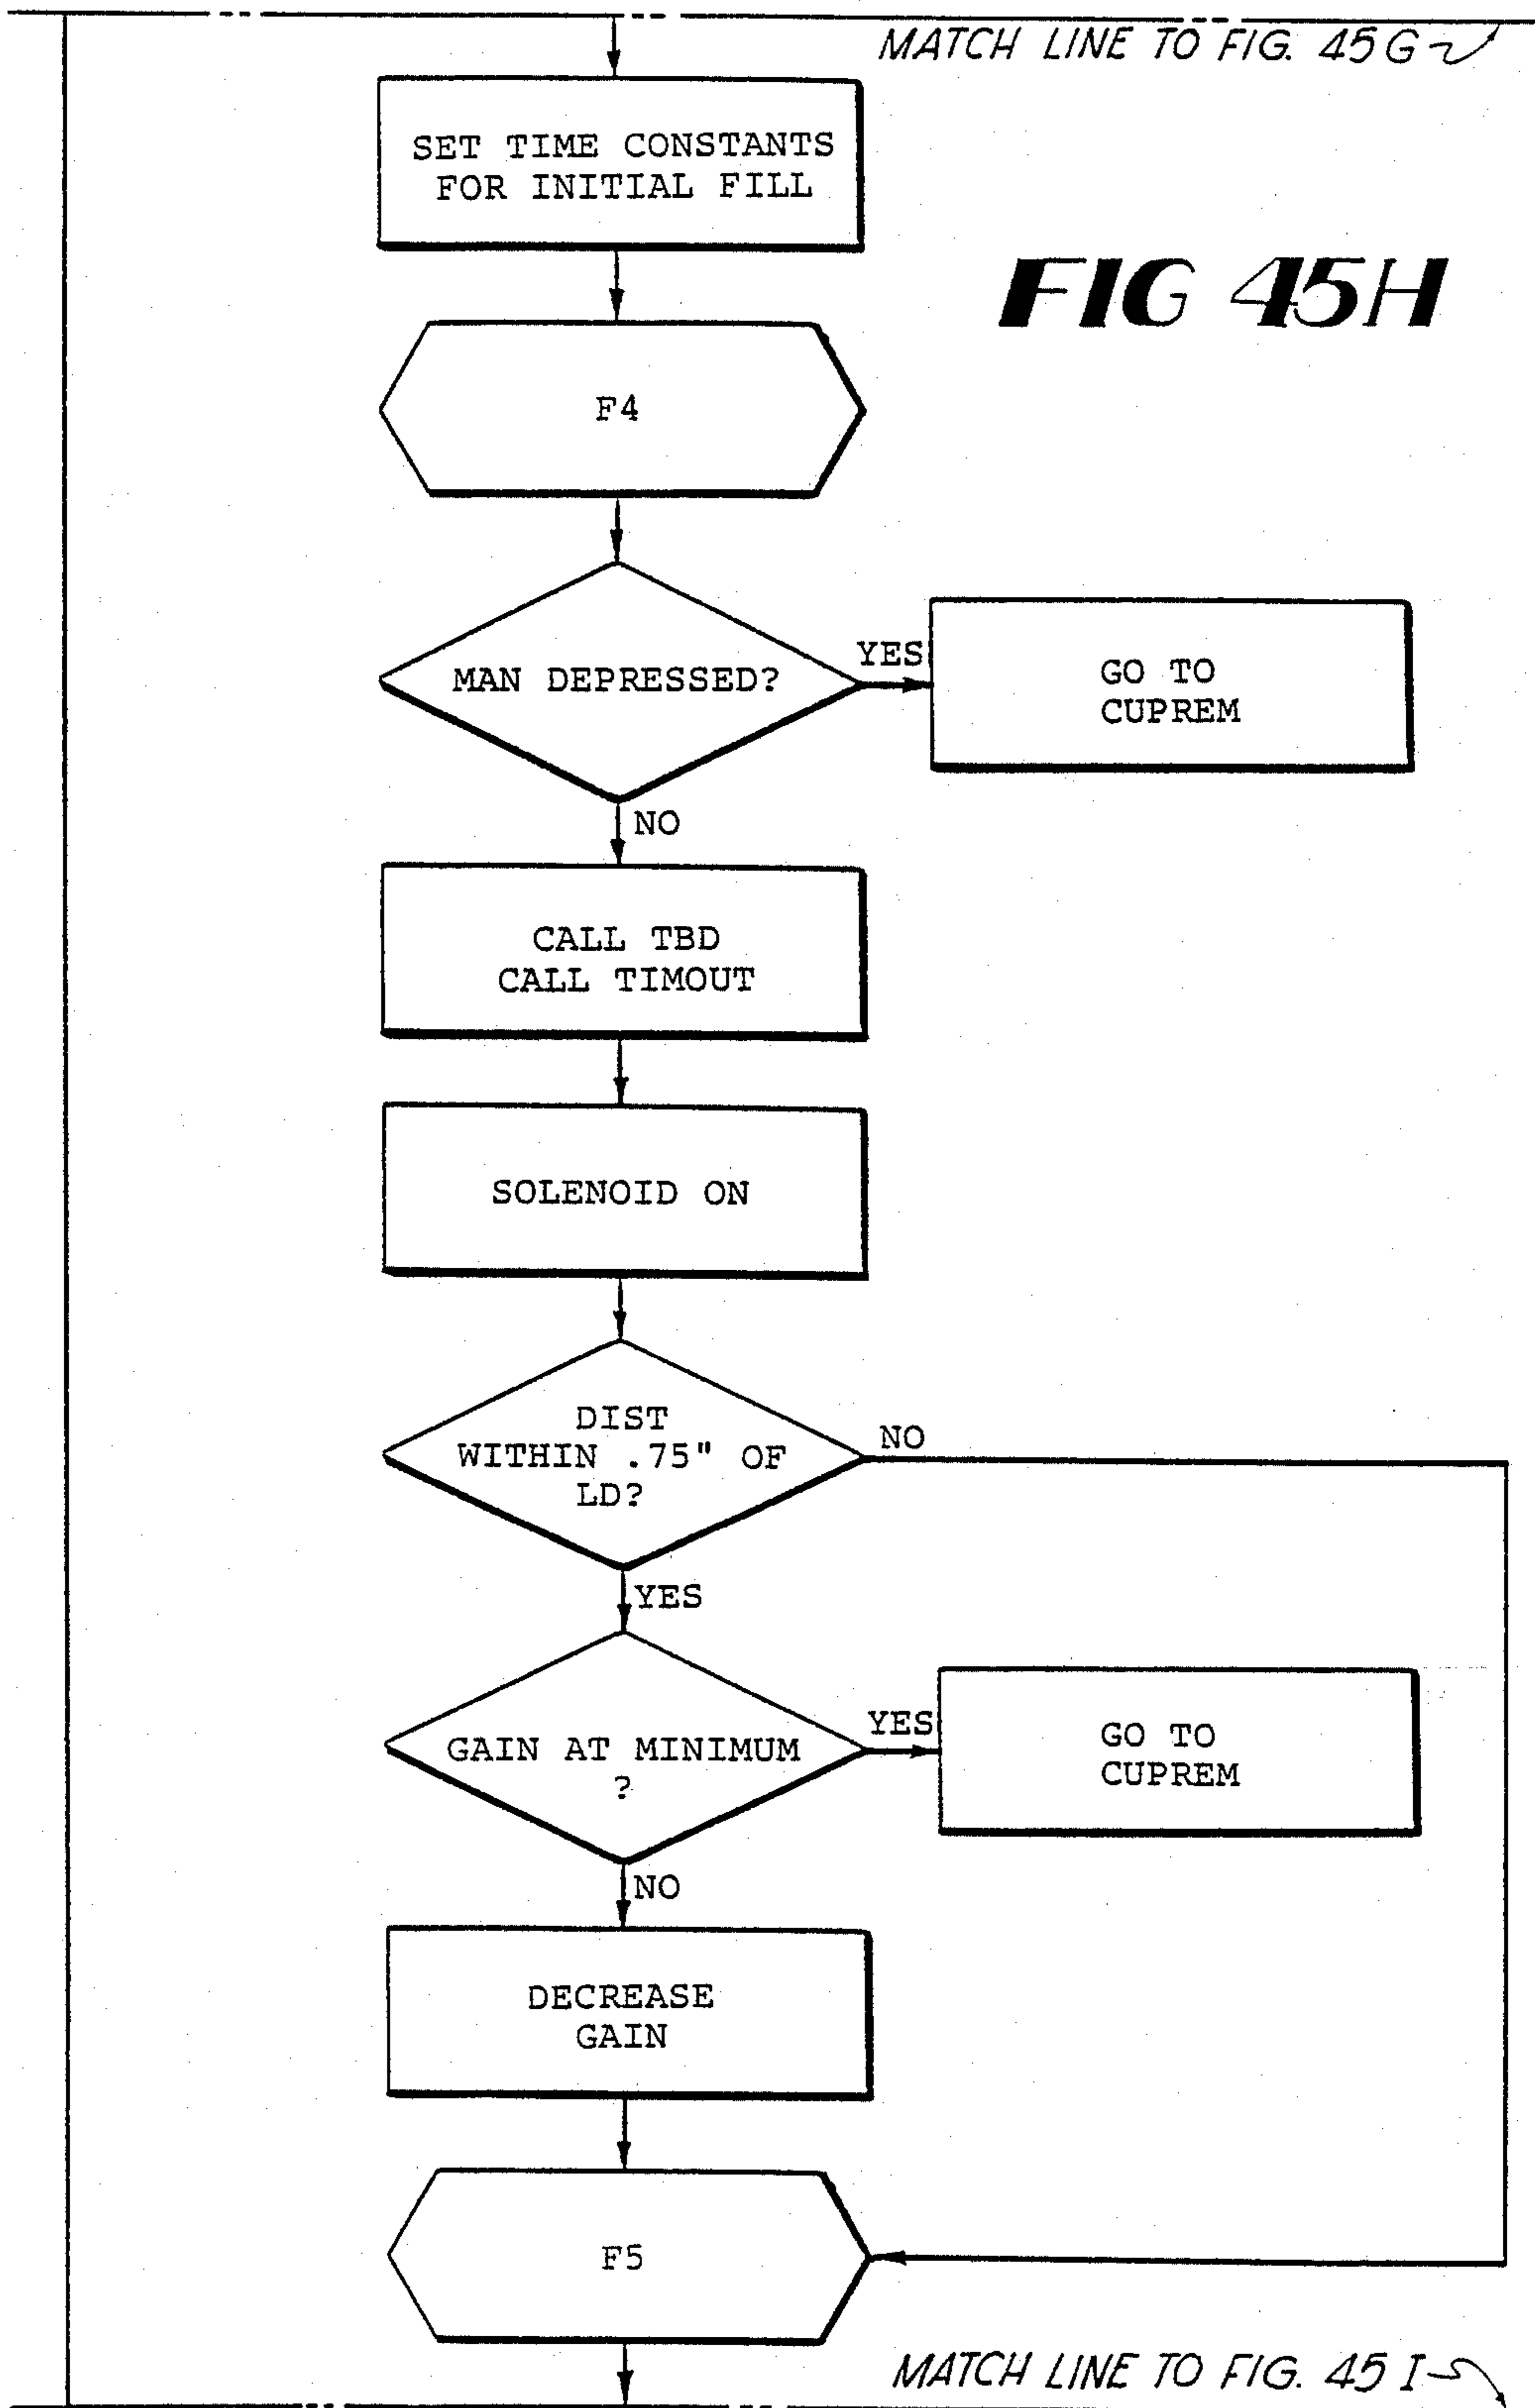 MATCH LINE TO FIG. 45G
SET TIME CONSTANTS
FOR INITIAL FILL
FIG 45H
F4
MAN DEPRESSED?
YES
GO TO
CUPREM
NO
CALL TBD
CALL TIMOUT
SOLENOID ON
DIST
WITHIN .75" OF
LD?
NO
YES
GAIN AT MINIMUM
?
YES
GO TO
CUPREM
NO
DECREASE
GAIN
F5
MATCH LINE TO FIG. 45 I